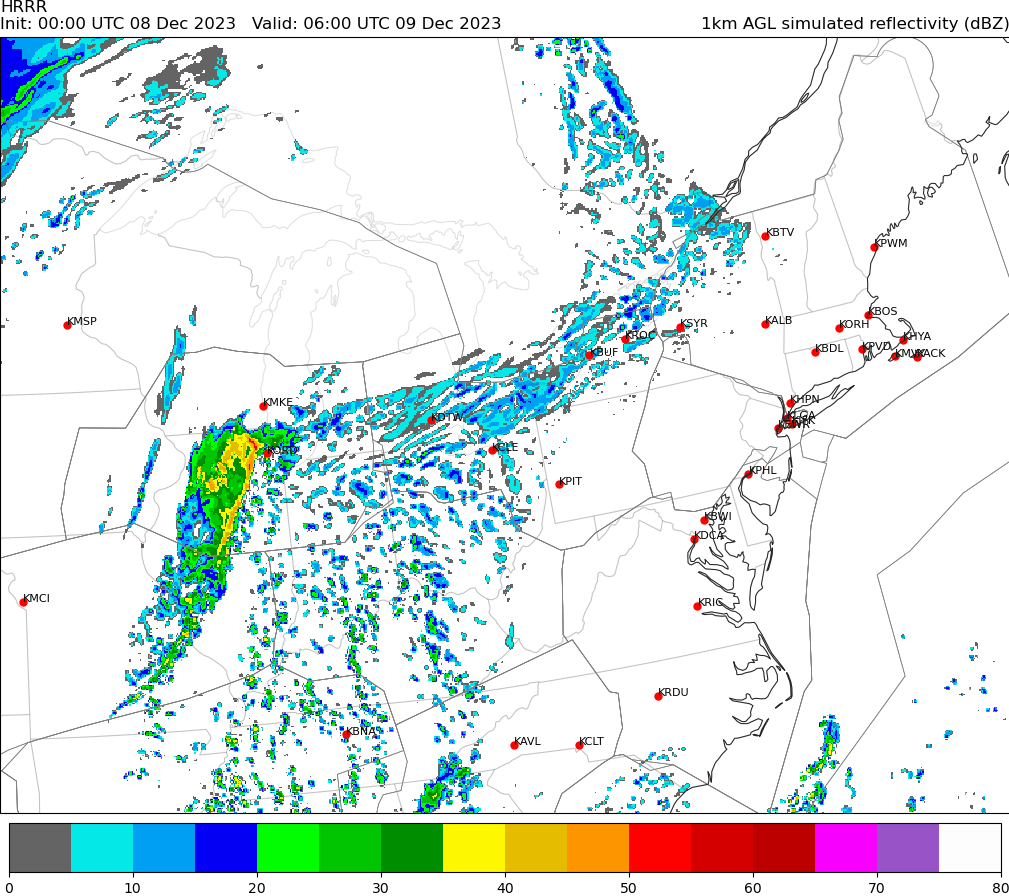 HRRR
Init: 00:00 UTC 08 Dec 2023   Valid: 06:00 UTC 09 Dec 2023   1km AGL simulated reflectivity (dBZ)
KBTV
KPWM
KMSP
KBOS
KSYR
KALB
KORH
KROC
KHYA
KBUF
KBDL
KPVD
KACK
KMKE
KHPN
KDTW
KLGA
KORD
KCLE
KPHL
KPIT
KBWI
KDCA
KMCI
KRIC
KRDU
KBNA
KAVL
KCLT
0 10 20 30 40 50 60 70 80